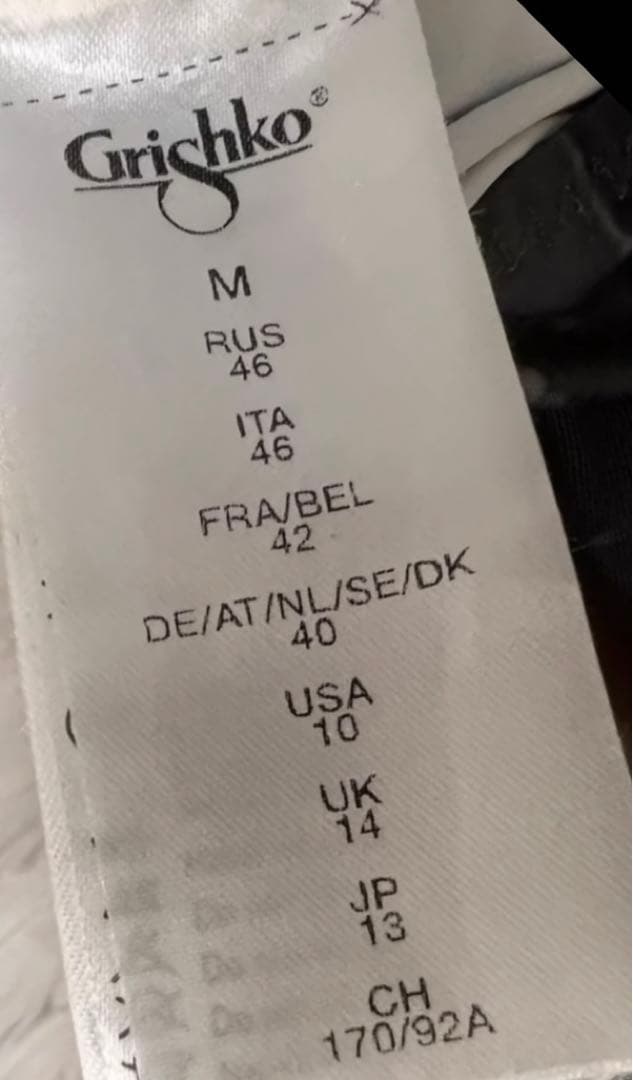 Grishko®
M
RUS
46
ITA
46
FRA/BEL
42
DE/AT/NL/SE/DK
40
USA
10
UK
14
JP
13
CH
170/92A